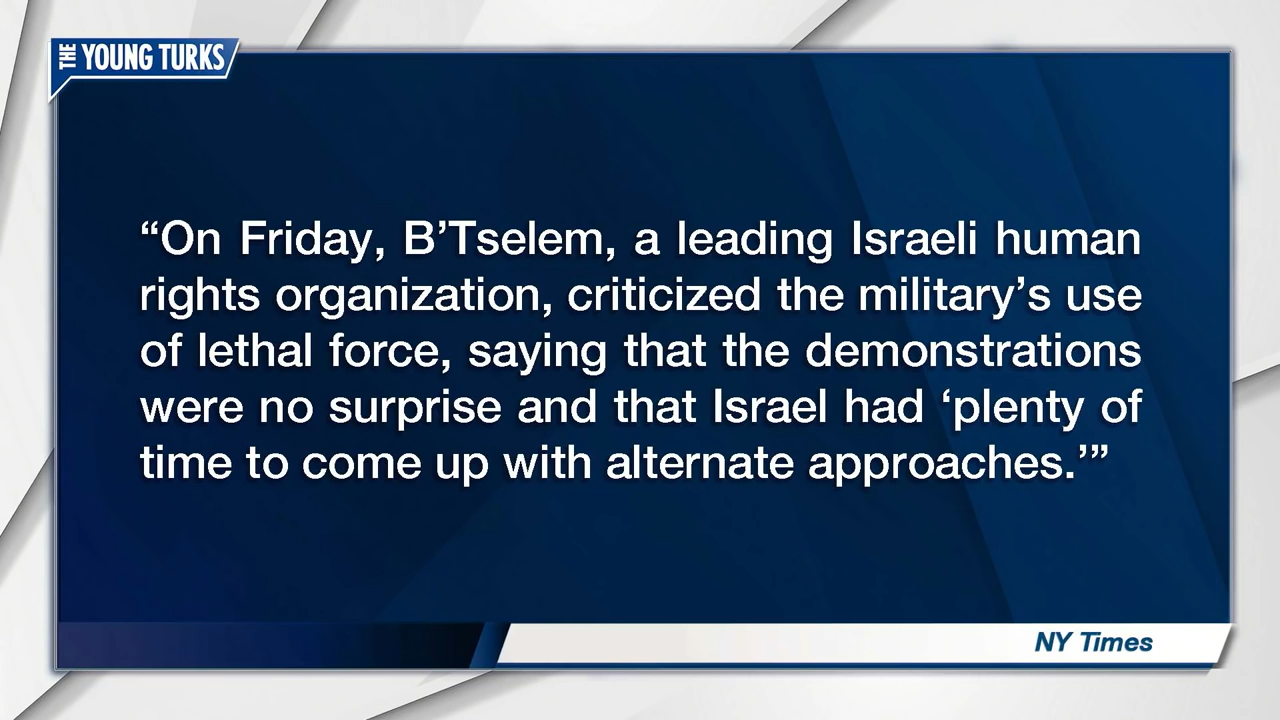 THE YOUNG TURKS
“On Friday, B’Tselem, a leading Israeli human
rights organization, criticized the military’s use
of lethal force, saying that the demonstrations
were no surprise and that Israel had ‘plenty of
time to come up with alternate approaches.’”
NY Times